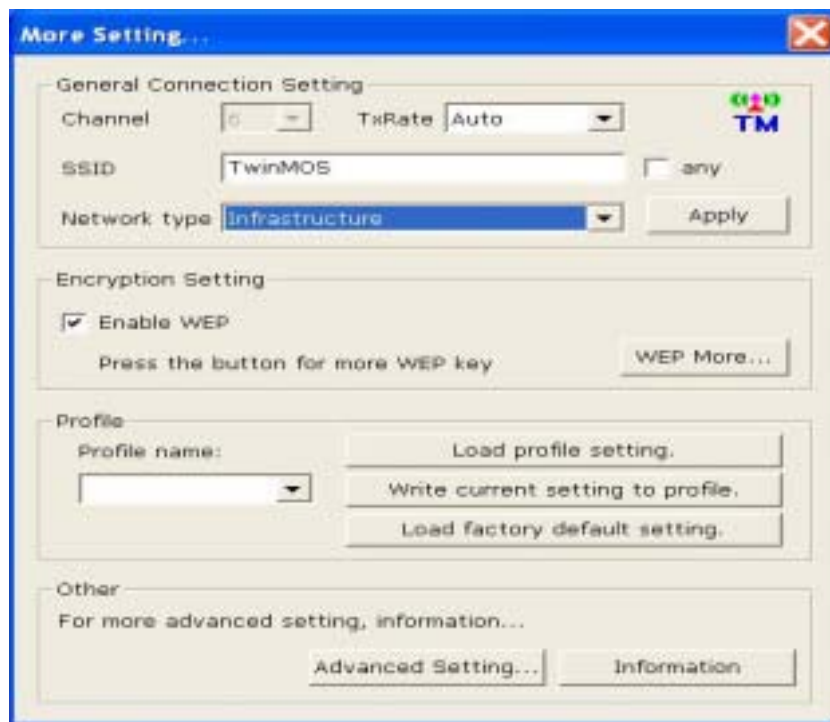 More Setting...
General Connection Setting
Channel 6 TxRate Auto
TM
SSID TwinMOS any
Network type Infrastructure Apply
Encryption Setting
Enable WEP
Press the button for more WEP key WEP More...
Profile
Profile name: Load profile setting.
Write current setting to profile.
Load factory default setting.
Other
For more advanced setting, information...
Advanced Setting... Information